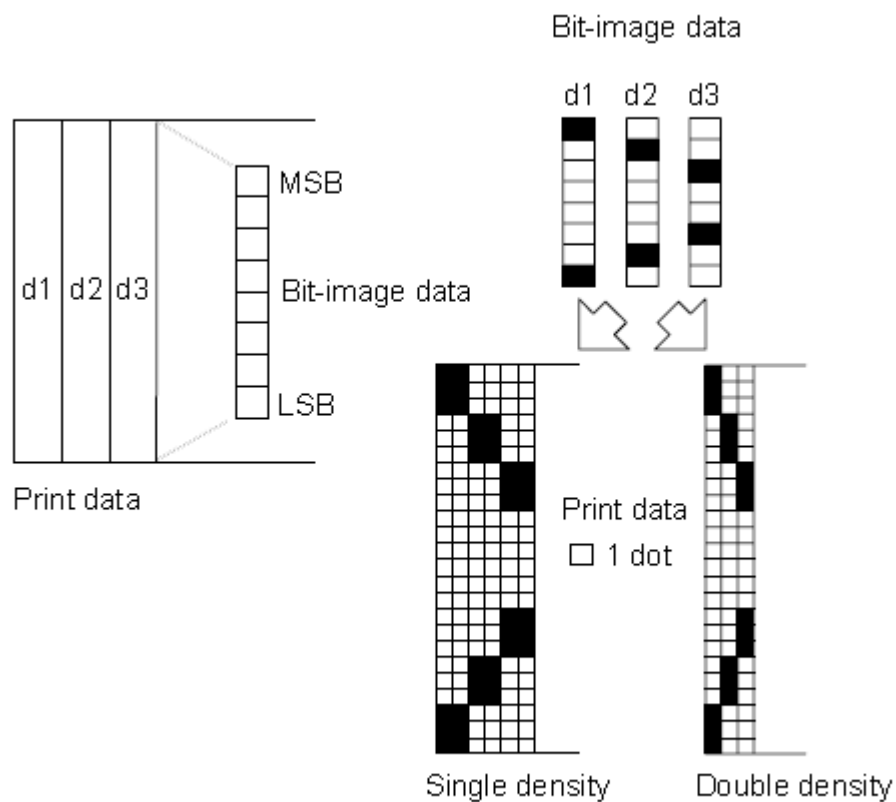 Bit-image data
d1 d2 d3
MSB
d1 d2 d3
Bit-image data
LSB
Print data
Print data
1 dot
Single density
Double density